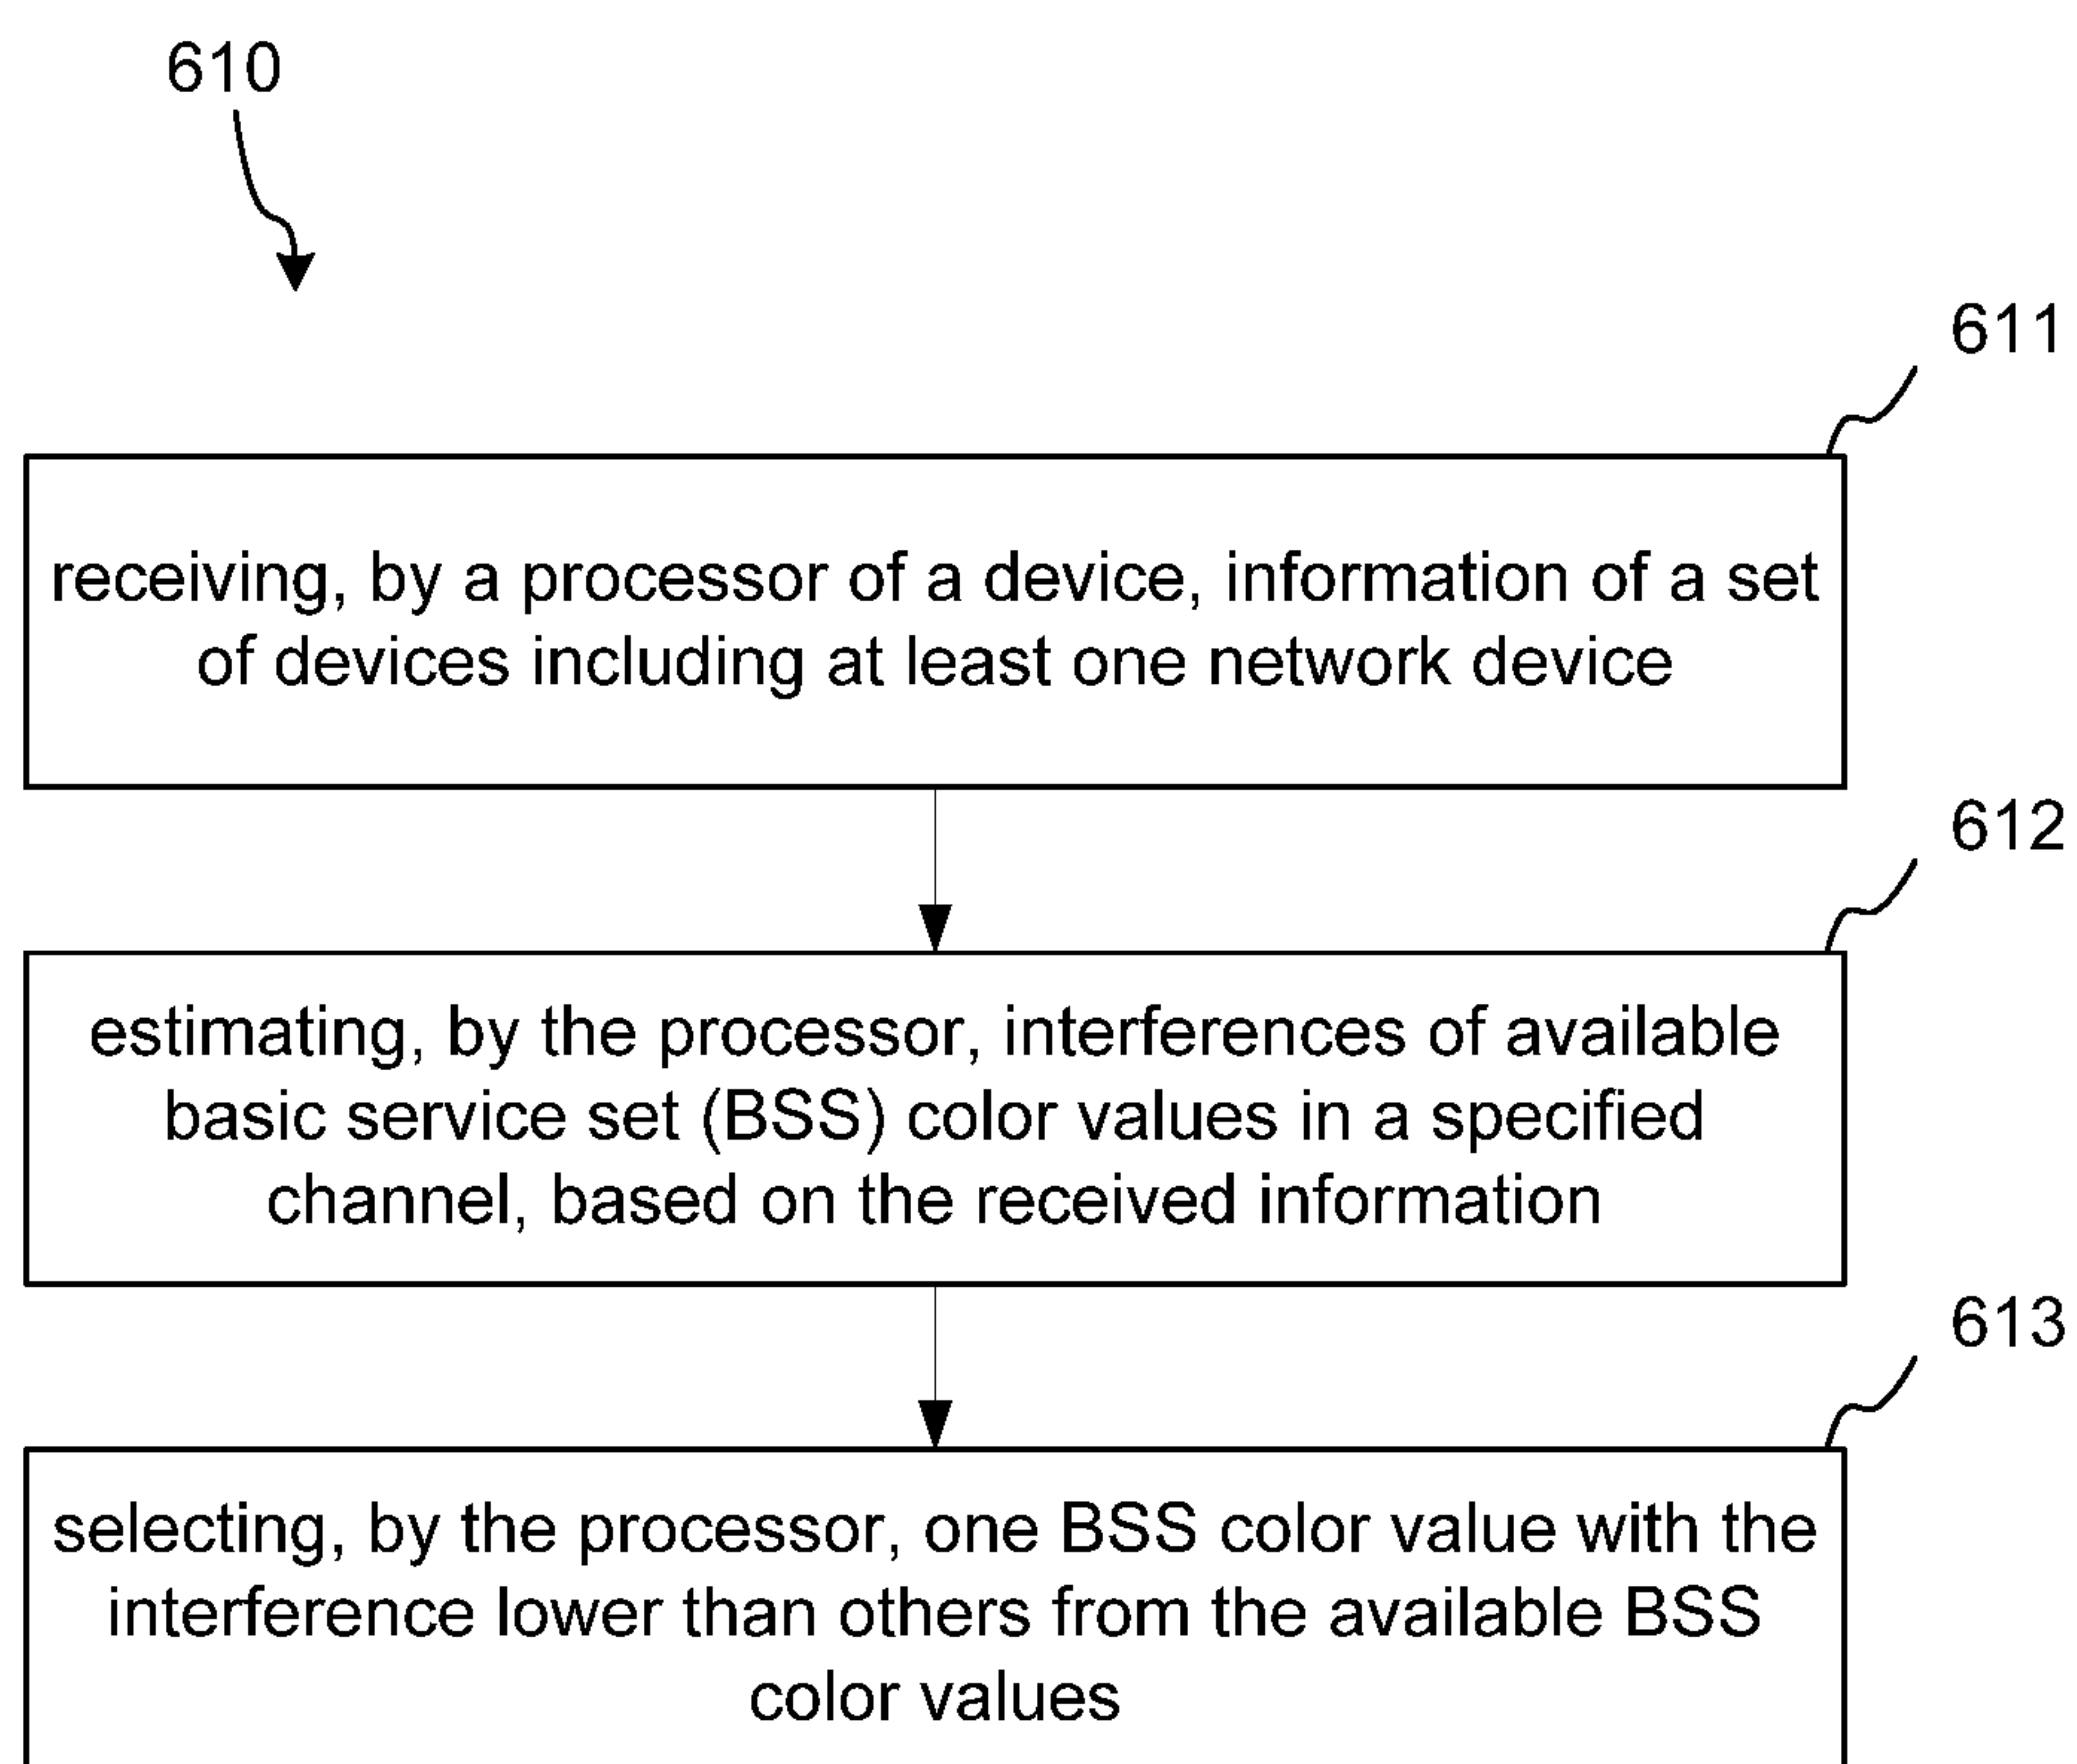 610
611
receiving, by a processor of a device, information of a set
of devices including at least one network device
612
estimating, by the processor, interferences of available
basic service set (BSS) color values in a specified
channel, based on the received information
613
selecting, by the processor, one BSS color value with the
interference lower than others from the available BSS
color values